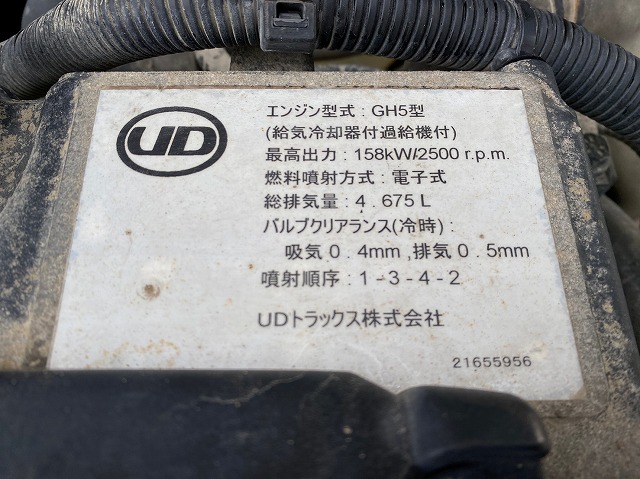 UD
エンジン型式 : GH5型
(給気冷却器付過給機付)
最高出力 : 158kW/2500 r.p.m.
燃料噴射方式 : 電子式
総排気量 : 4 . 675 L
バルブクリアランス(冷時) :
吸気 0 . 4mm , 排気 0 . 5mm
噴射順序 : 1 - 3 - 4 - 2
UDトラックス株式会社
21655956